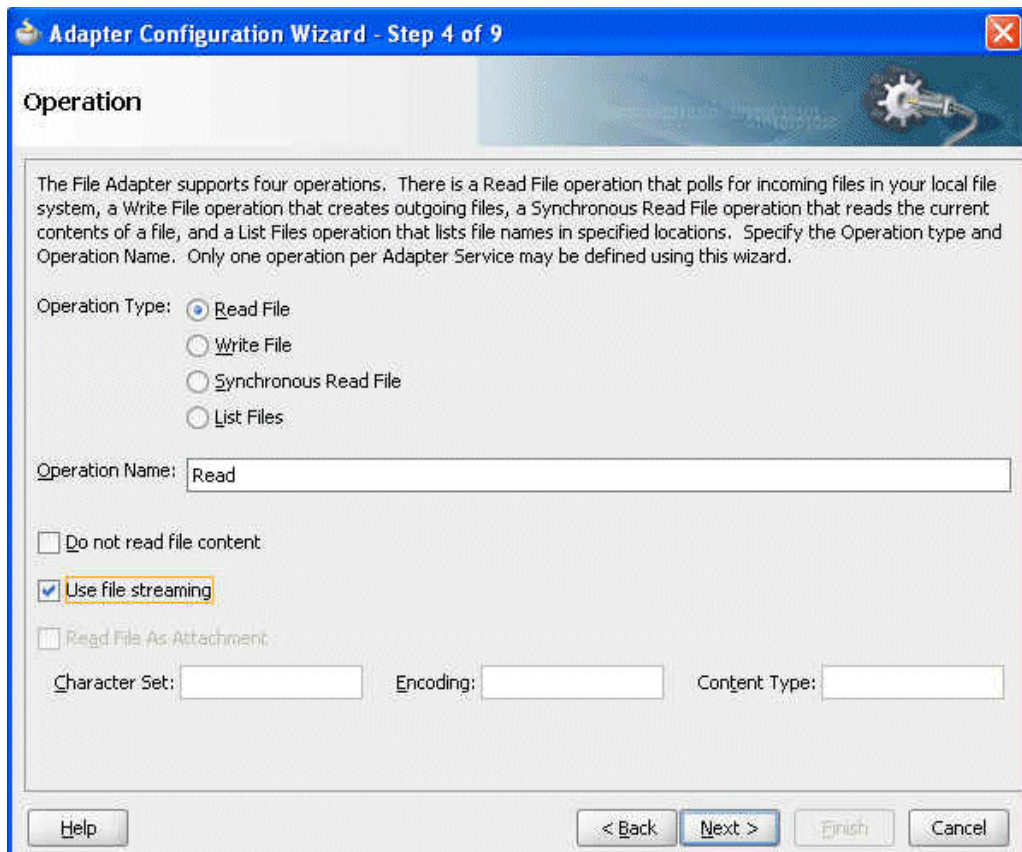 Adapter Configuration Wizard - Step 4 of 9
Operation
The File Adapter supports four operations.  There is a Read File operation that polls for incoming files in your local file
system, a Write File operation that creates outgoing files, a Synchronous Read File operation that reads the current
contents of a file, and a List Files operation that lists file names in specified locations.  Specify the Operation type and
Operation Name.  Only one operation per Adapter Service may be defined using this wizard.
Operation Type: Read File
Write File
Synchronous Read File
List Files
Operation Name: Read
Do not read file content
Use file streaming
Read File As Attachment
Character Set: Encoding: Content Type:
Help < Back Next > Finish Cancel